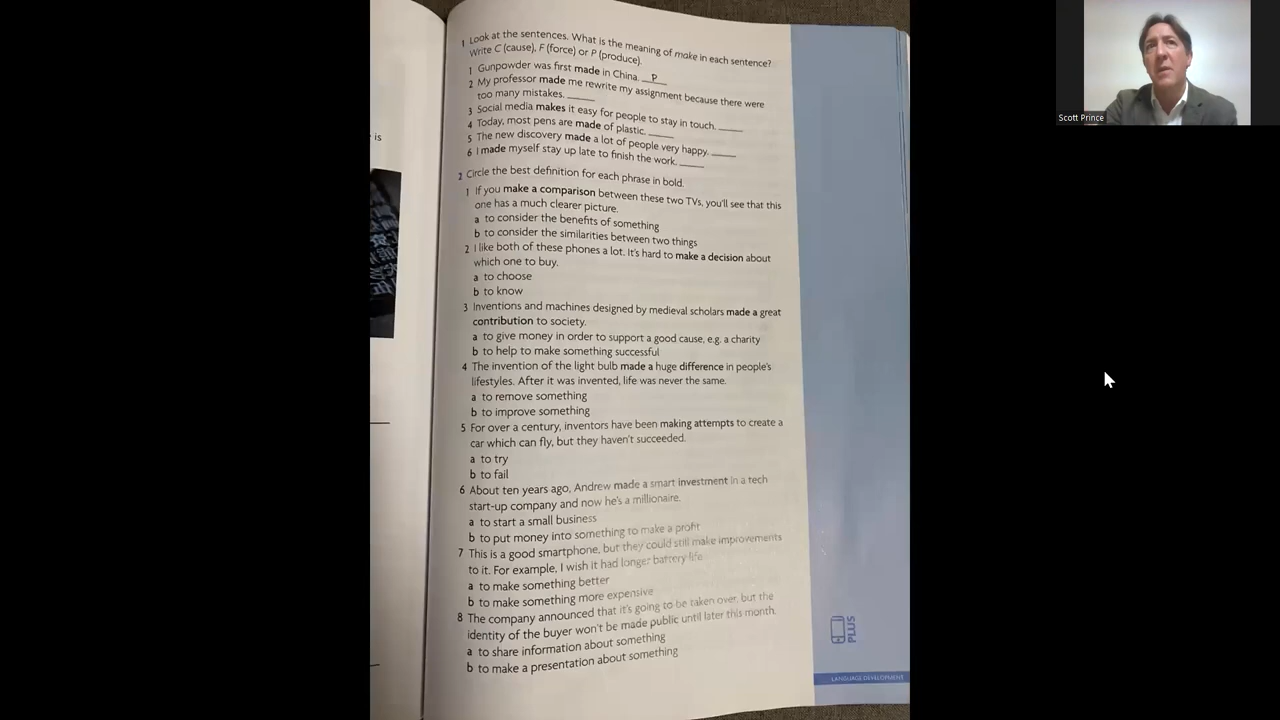 is
1 Look at the sentences. What is the meaning of make in each sentence?
Write C (cause), F (force) or P (produce).
1 Gunpowder was first made in China. __P__
2 My professor made me rewrite my assignment because there were
too many mistakes. _____
3 Social media makes it easy for people to stay in touch. _____
4 Today, most pens are made of plastic. _____
5 The new discovery made a lot of people very happy. _____
6 I made myself stay up late to finish the work. _____
2 Circle the best definition for each phrase in bold.
1 If you make a comparison between these two TVs, you'll see that this
one has a much clearer picture.
a to consider the benefits of something
b to consider the similarities between two things
2 I like both of these phones a lot. It's hard to make a decision about
which one to buy.
a to choose
b to know
3 Inventions and machines designed by medieval scholars made a great
contribution to society.
a to give money in order to support a good cause, e.g. a charity
b to help to make something successful
4 The invention of the light bulb made a huge difference in people's
lifestyles. After it was invented, life was never the same.
a to remove something
b to improve something
5 For over a century, inventors have been making attempts to create a
car which can fly, but they haven't succeeded.
a to try
b to fail
6 About ten years ago, Andrew made a smart investment in a tech
start-up company and now he's a millionaire.
a to start a small business
b to put money into something to make a profit
7 This is a good smartphone, but they could still make improvements
to it. For example, I wish it had longer battery life.
a to make something better
b to make something more expensive
8 The company announced that it's going to be taken over, but the
identity of the buyer won't be made public until later this month.
a to share information about something
b to make a presentation about something
PLUS
LANGUAGE DEVELOPMENT
Scott Prince